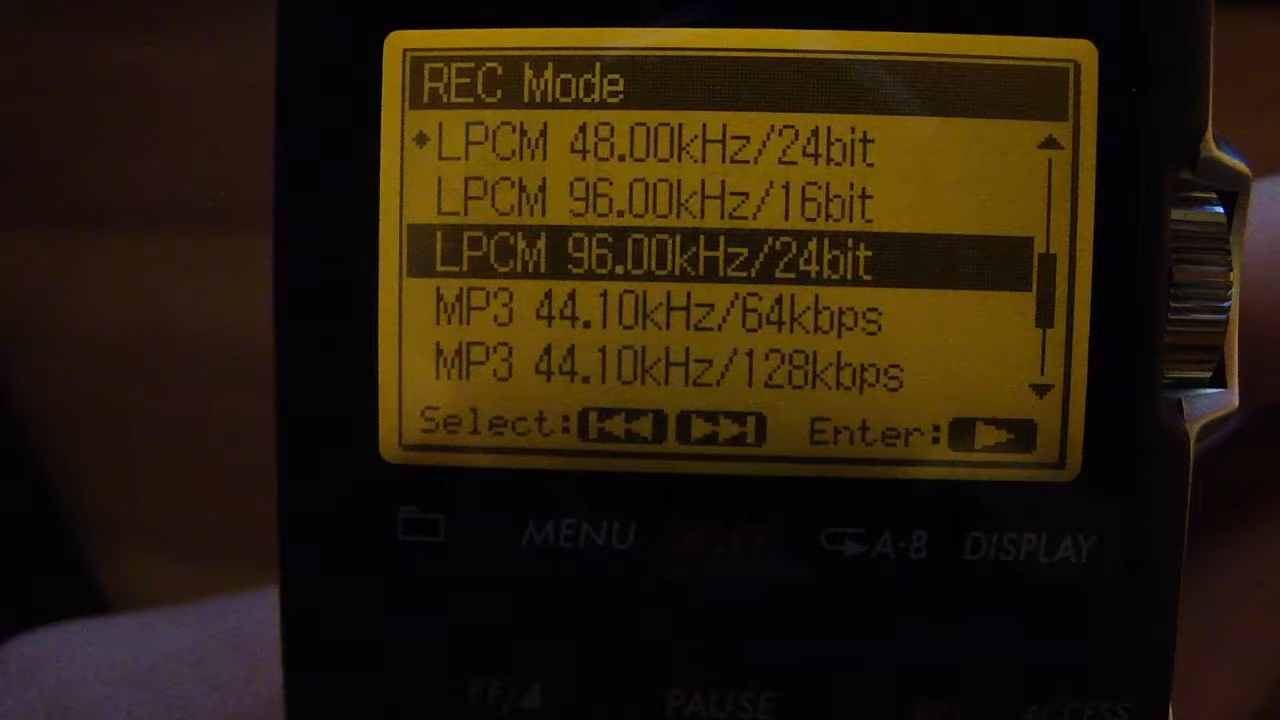 REC Mode
LPCM 48.00kHz/24bit
LPCM 96.00kHz/16bit
LPCM 96.00kHz/24bit
MP3 44.10kHz/64kbps
MP3 44.10kHz/128kbps
Select: Enter:
MENU A-B DISPLAY
PAUSE ACCESS